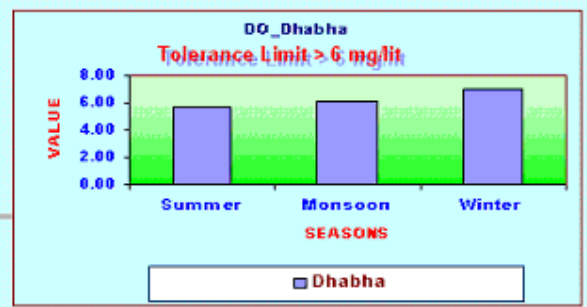 DO_Dhabha
Tolerance Limit > 6 mg/lit
8.00
6.00
4.00
2.00
0.00
VALUE
Summer Monsoon Winter
SEASONS
Dhabha